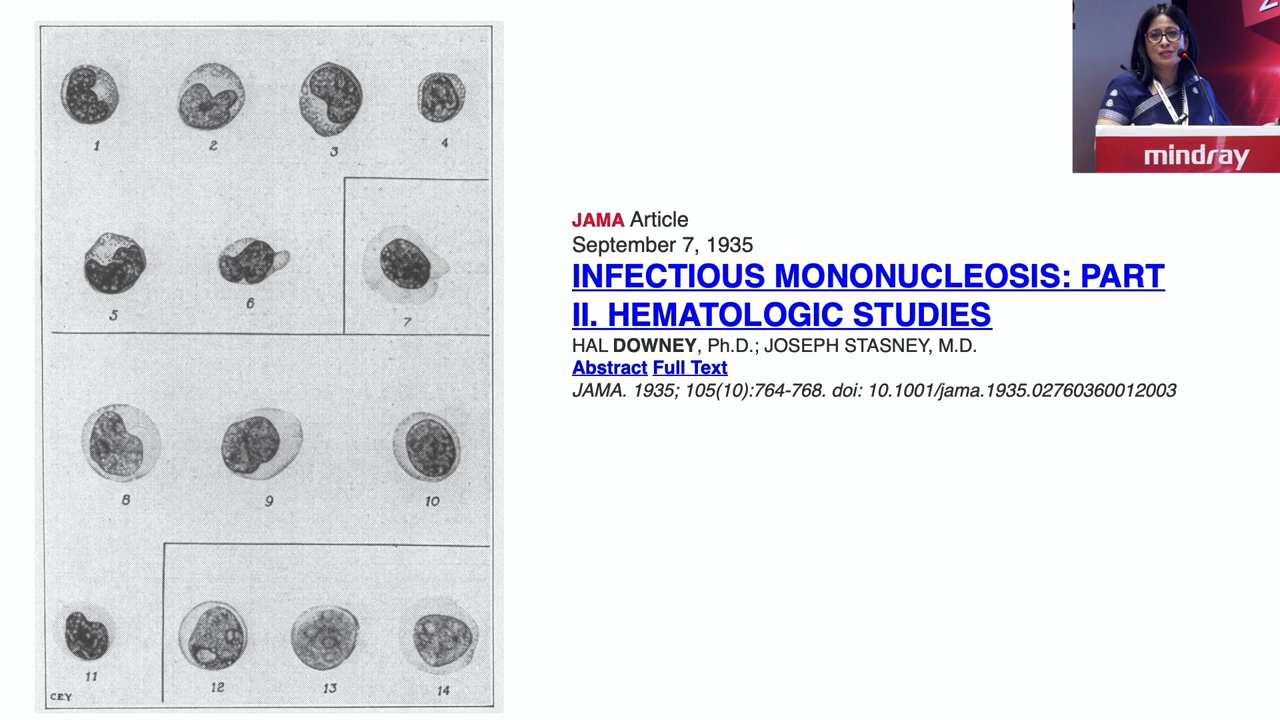 1
2
3
4
5
6
7
8
9
10
11
12
13
14
C.E.Y
mindray
JAMA Article
September 7, 1935
INFECTIOUS MONONUCLEOSIS: PART
II. HEMATOLOGIC STUDIES
HAL DOWNEY, Ph.D.; JOSEPH STASNEY, M.D.
Abstract Full Text
JAMA. 1935; 105(10):764-768. doi: 10.1001/jama.1935.02760360012003